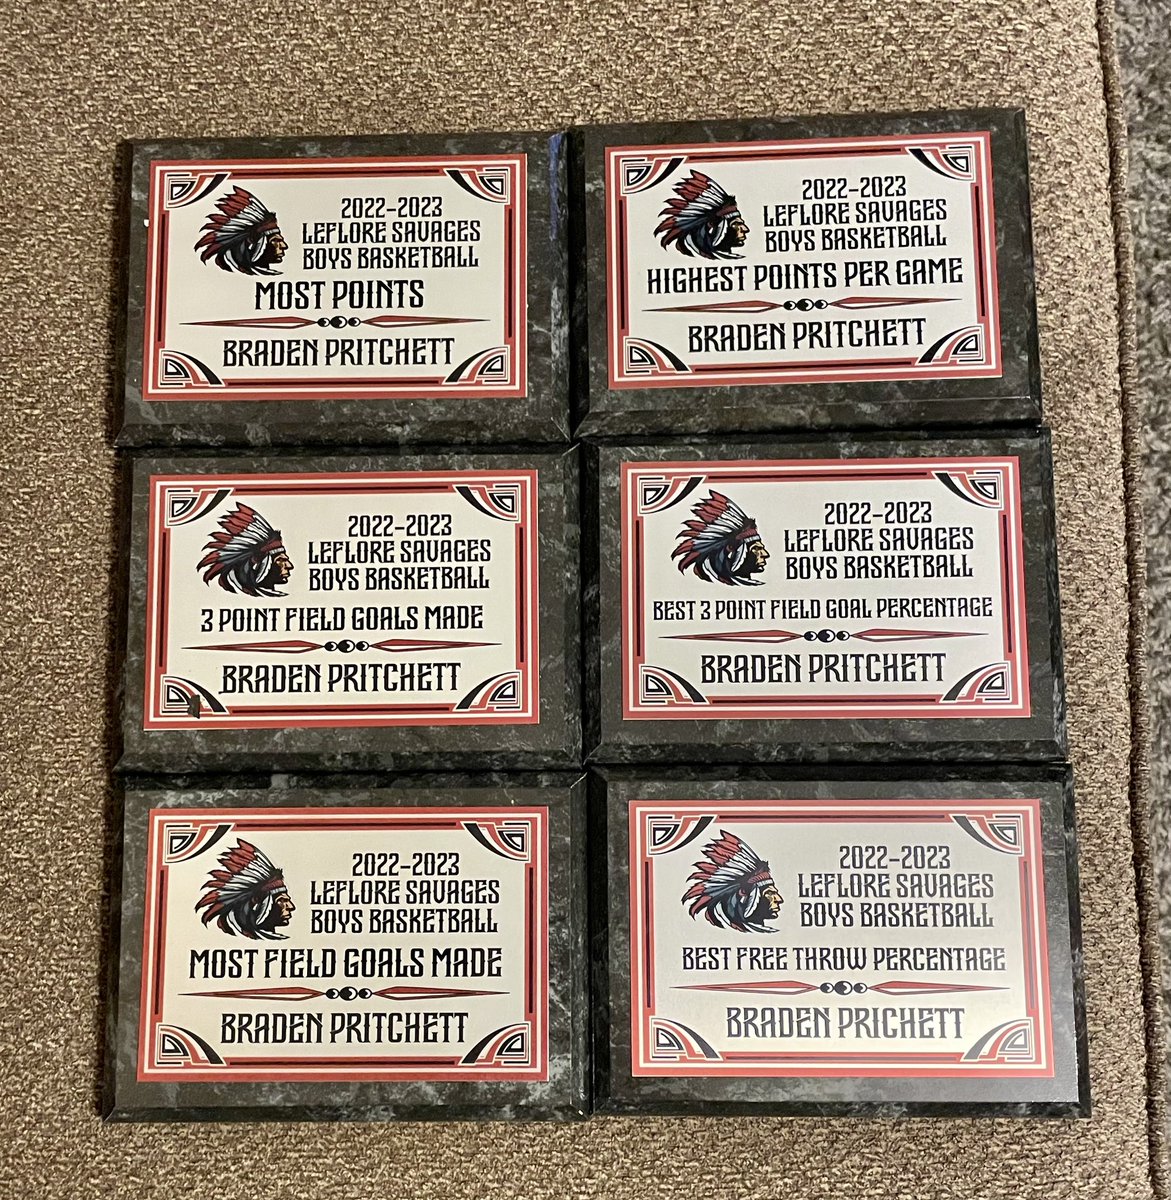 2022-2023
LEFLORE SAVAGES
BOYS BASKETBALL
MOST POINTS
BRADEN PRITCHETT
2022-2023
LEFLORE SAVAGES
BOYS BASKETBALL
HIGHEST POINTS PER GAME
BRADEN PRITCHETT
2022-2023
LEFLORE SAVAGES
BOYS BASKETBALL
3 POINT FIELD GOALS MADE
BRADEN PRITCHETT
2022-2023
LEFLORE SAVAGES
BOYS BASKETBALL
BEST 3 POINT FIELD GOAL PERCENTAGE
BRADEN PRITCHETT
2022-2023
LEFLORE SAVAGES
BOYS BASKETBALL
MOST FIELD GOALS MADE
BRADEN PRITCHETT
2022-2023
LEFLORE SAVAGES
BOYS BASKETBALL
BEST FREE THROW PERCENTAGE
BRADEN PRICHETT